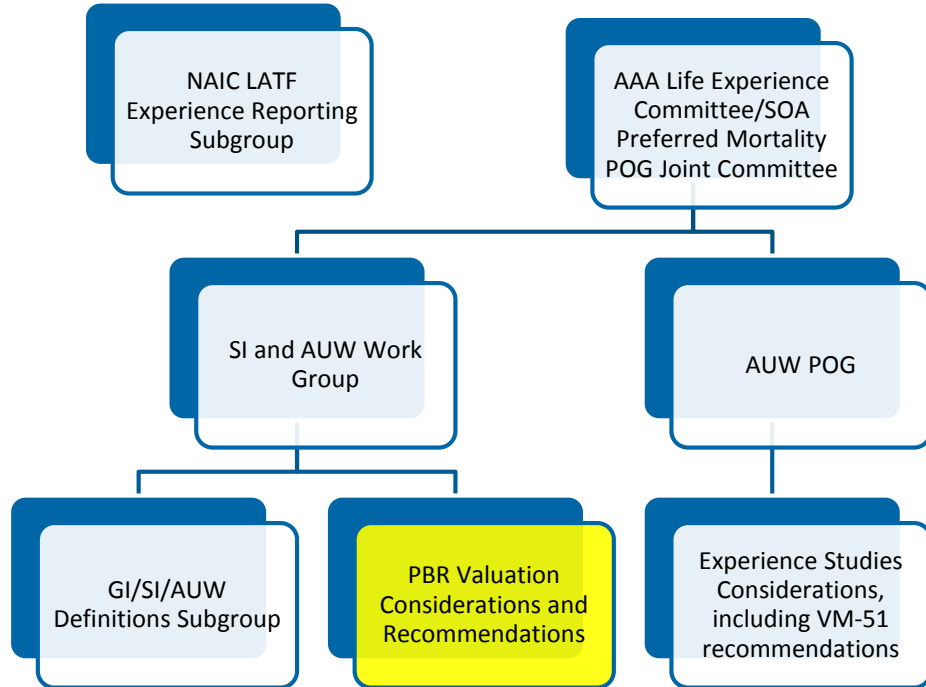 NAIC LATF
Experience Reporting
Subgroup
AAA Life Experience
Committee/SOA
Preferred Mortality
POG Joint Committee
SI and AUW Work
Group
AUW POG
GI/SI/AUW
Definitions Subgroup
PBR Valuation
Considerations and
Recommendations
Experience Studies
Considerations,
including VM-51
recommendations